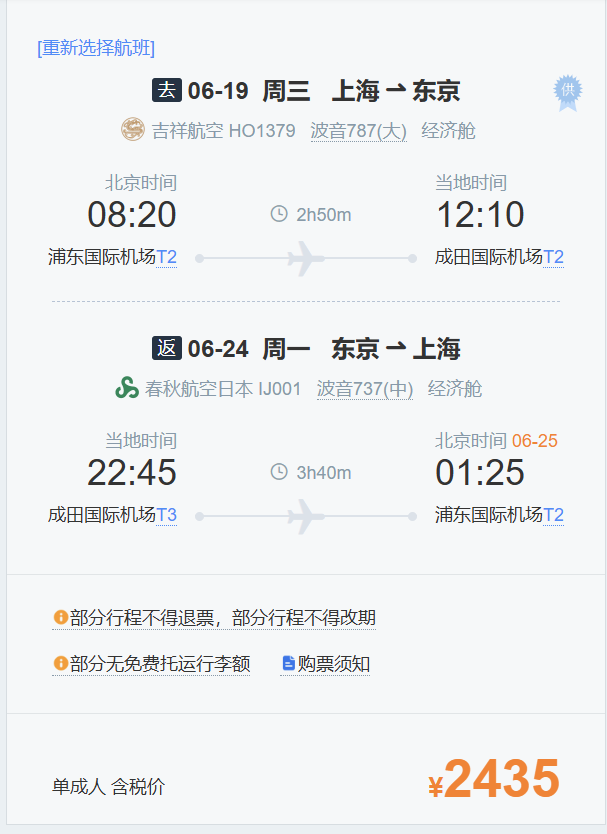 [重新选择航班]
去 06-19 周三 上海 ⇀ 东京
供
吉祥航空 HO1379 波音787(大) 经济舱
北京时间 当地时间
08:20 2h50m 12:10
浦东国际机场T2 成田国际机场T2
返 06-24 周一 东京 ⇀ 上海
春秋航空日本 IJ001 波音737(中) 经济舱
当地时间 北京时间 06-25
22:45 3h40m 01:25
成田国际机场T3 浦东国际机场T2
部分行程不得退票，部分行程不得改期
部分无免费托运行李额 购票须知
单成人 含税价 ¥2435